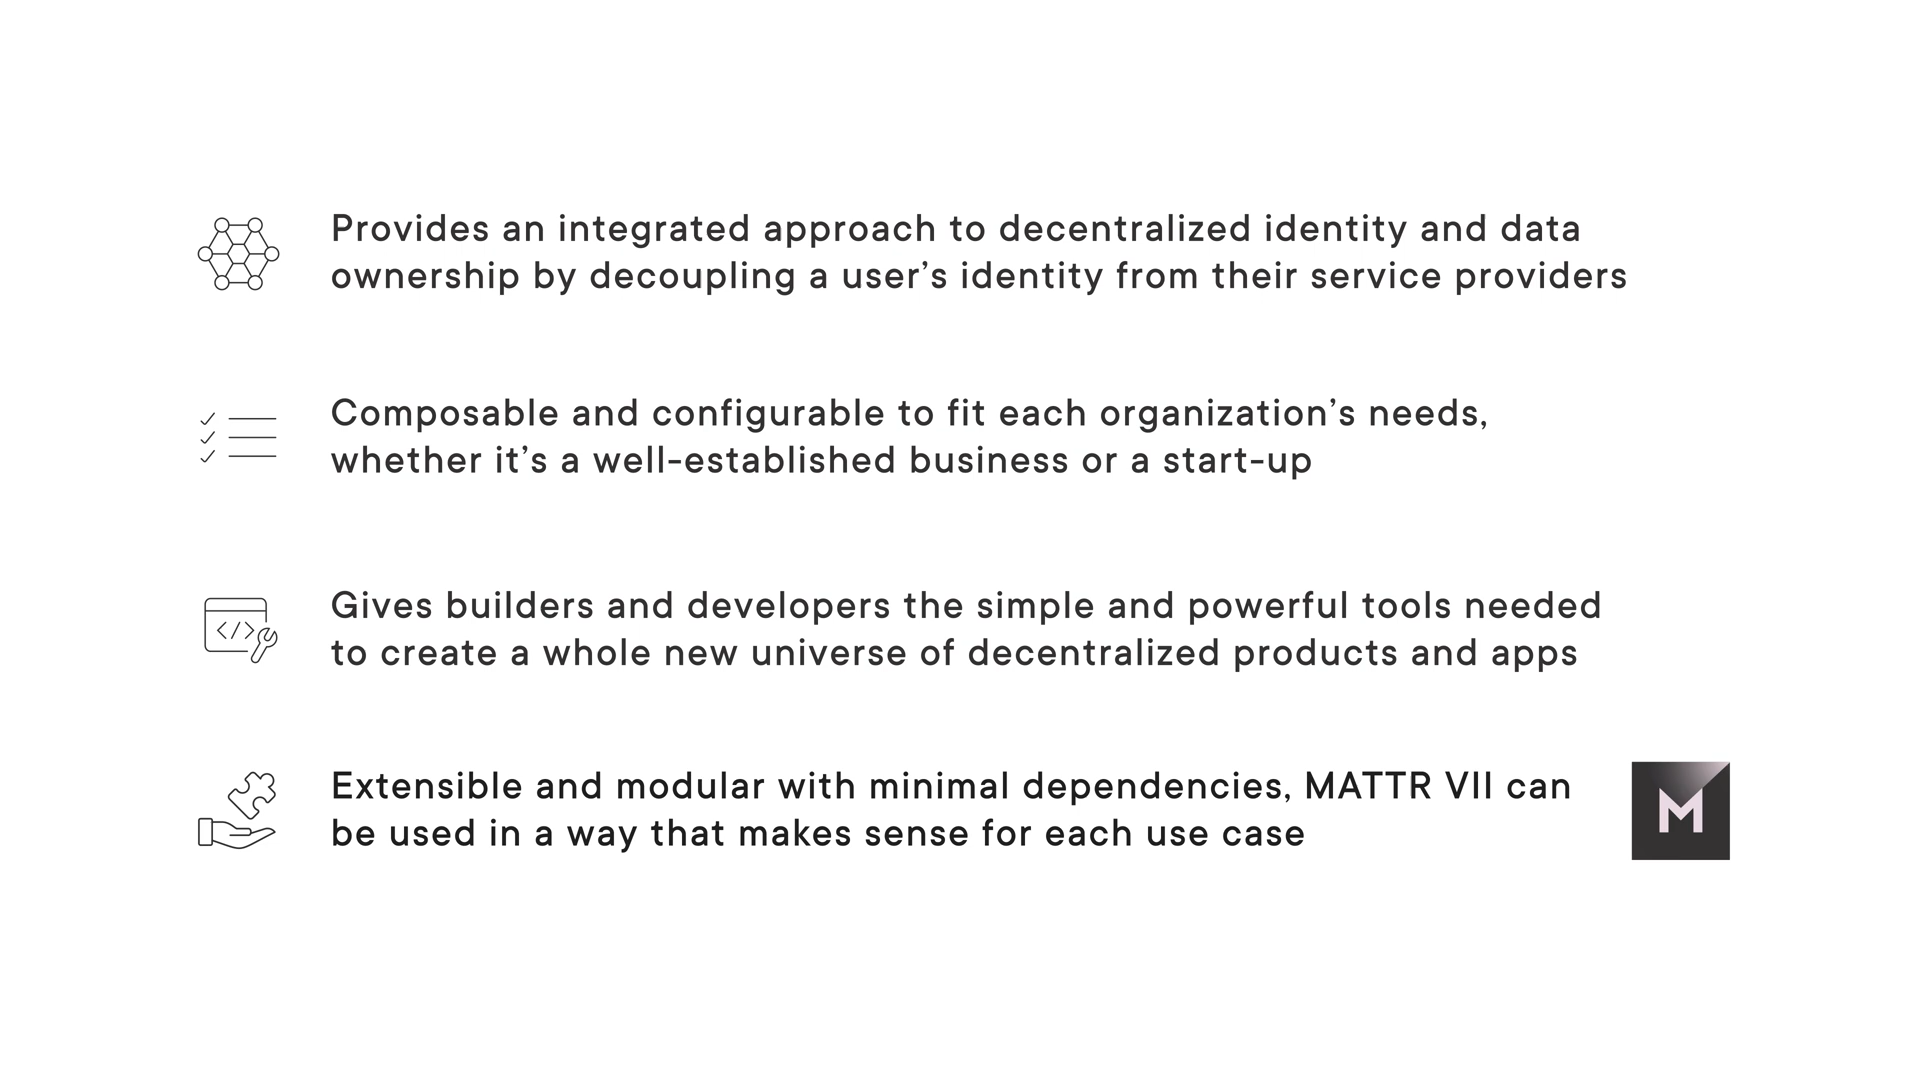 Provides an integrated approach to decentralized identity and data
ownership by decoupling a user’s identity from their service providers
Composable and configurable to fit each organization’s needs,
whether it’s a well-established business or a start-up
</>
Gives builders and developers the simple and powerful tools needed
to create a whole new universe of decentralized products and apps
Extensible and modular with minimal dependencies, MATTR VII can
be used in a way that makes sense for each use case
M